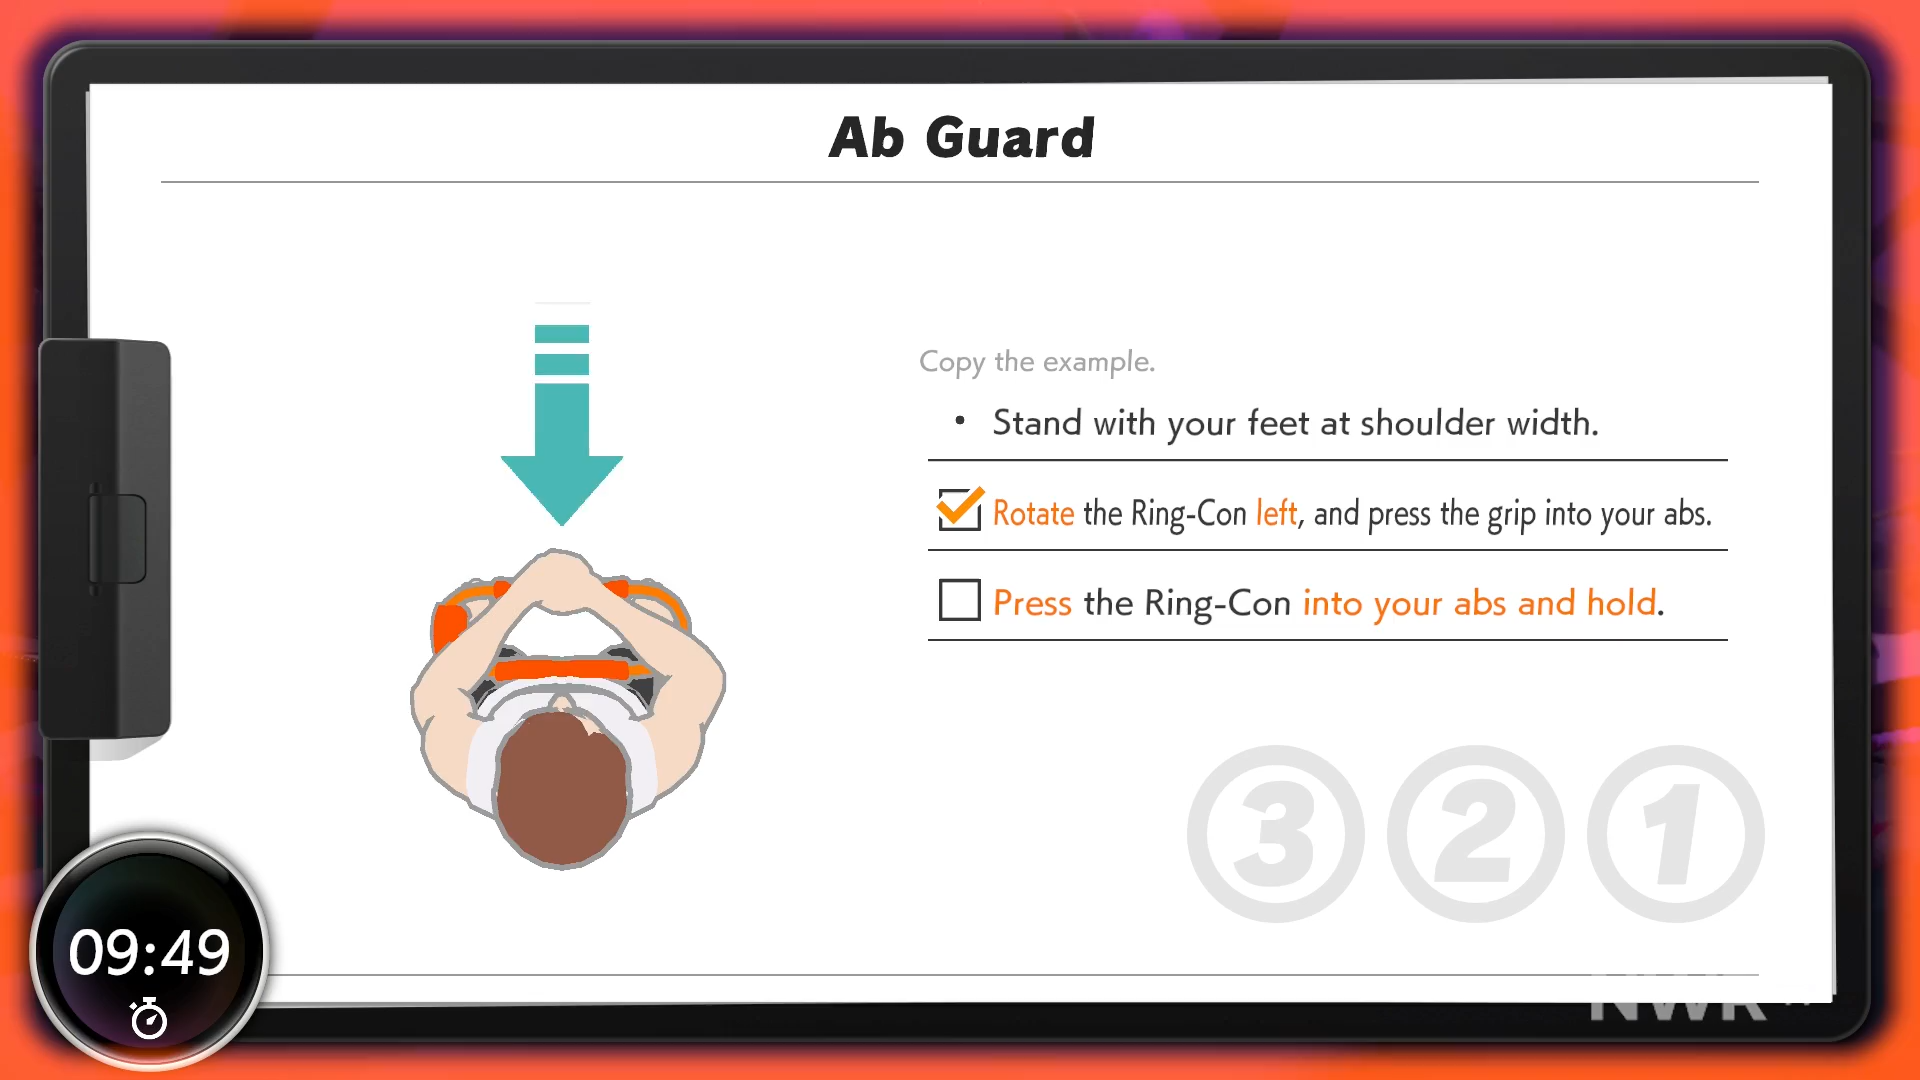 Ab Guard
Copy the example.
• Stand with your feet at shoulder width.
Rotate the Ring-Con left, and press the grip into your abs.
Press the Ring-Con into your abs and hold.
3 2 1
09:49
NWR